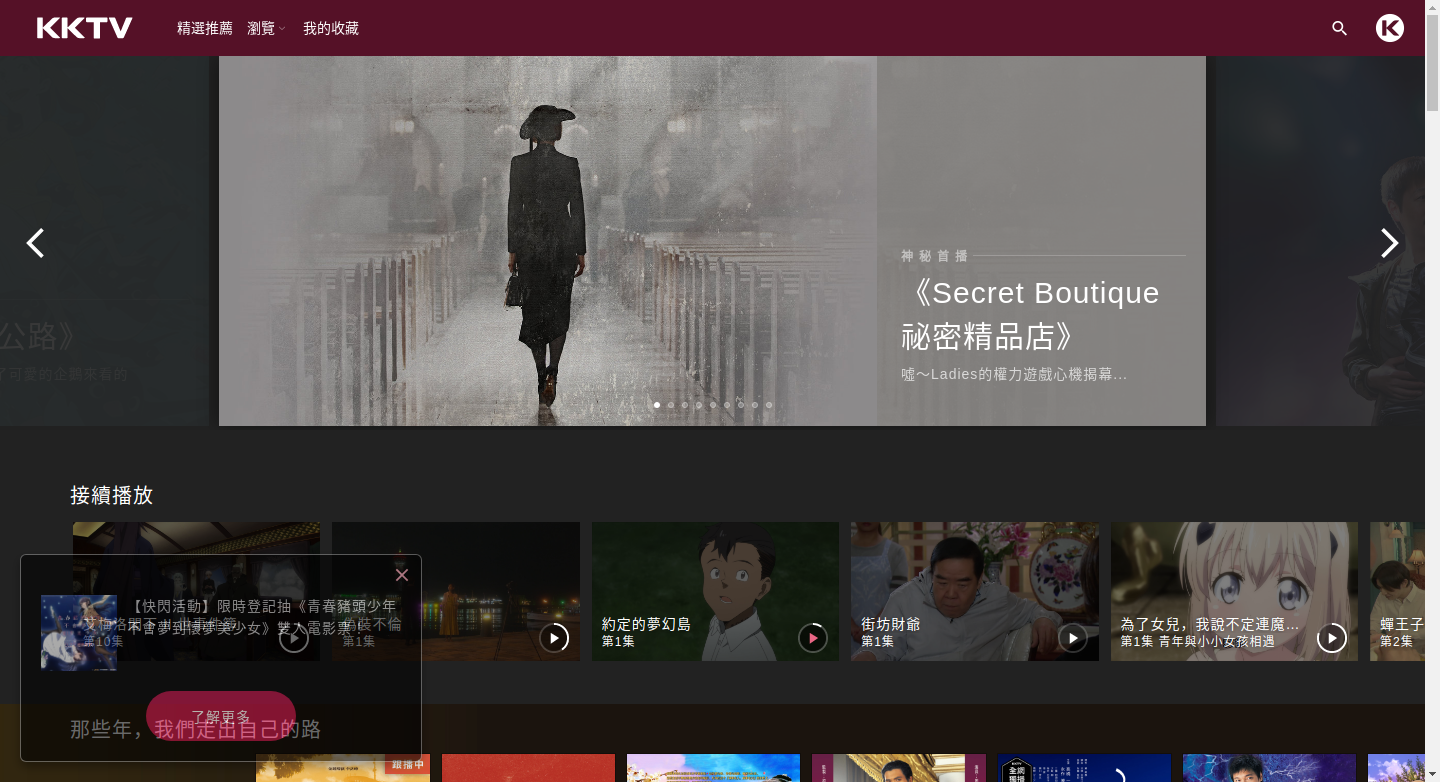 KKTV
精選推薦
瀏覽
我的收藏
公路》
了可愛的企鵝來看的
神秘首播
《Secret Boutique
祕密精品店》
噓～Ladies的權力遊戲心機揭幕...
接續播放
【快閃活動】限時登記抽《青春豬頭少年
不會夢到懷夢美少女》雙人電影票！
第10集
偽裝不倫
第1集
約定的夢幻島
第1集
街坊財爺
第1集
為了女兒，我說不定連魔...
第1集 青年與小小女孩相遇
蟬王子
第2集
了解更多
那些年，我們走出自己的路
跟播中